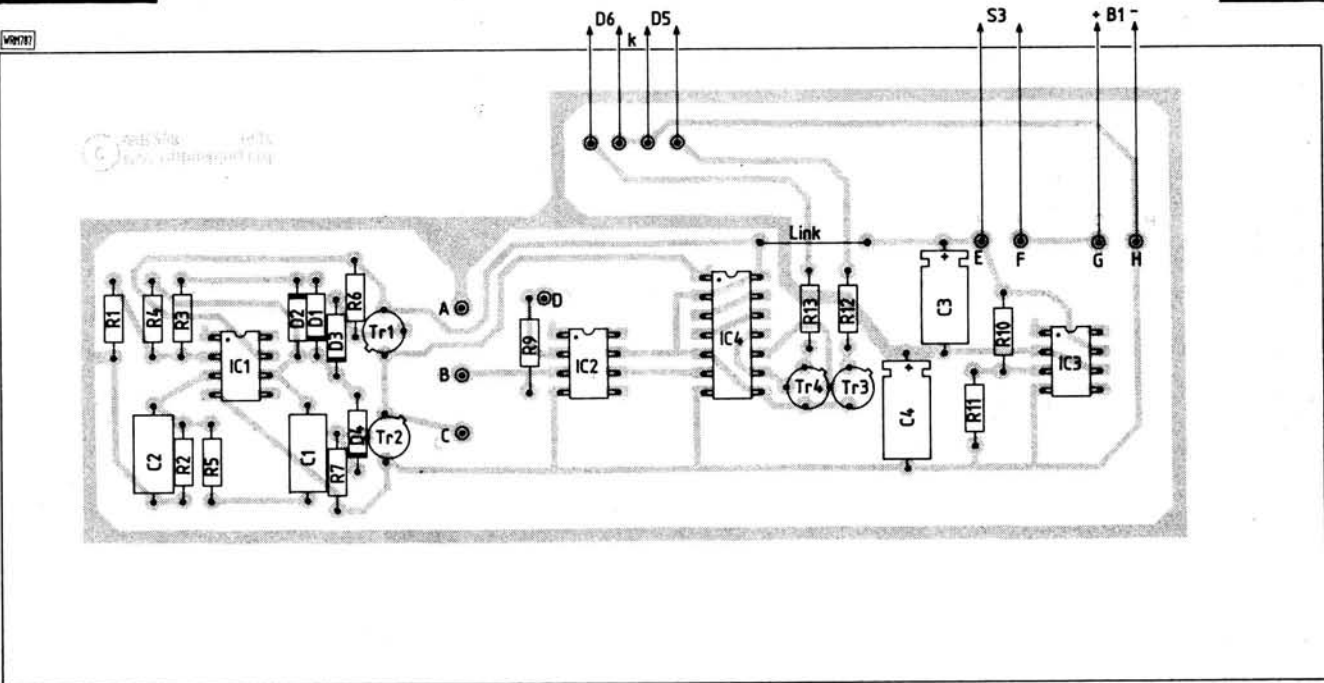 D6 D5 S3 + B1 -
k
WRM787
Link
E F G H
A
D
B
C
R1 R4 R3 D2 D1 D3 R6 Tr1
IC1
R9 IC2 IC4 R13 R12
C3 R10 IC3
+
+
Tr4 Tr3 C4 R11
C2 R2 R5 C1 R7 D4 Tr2